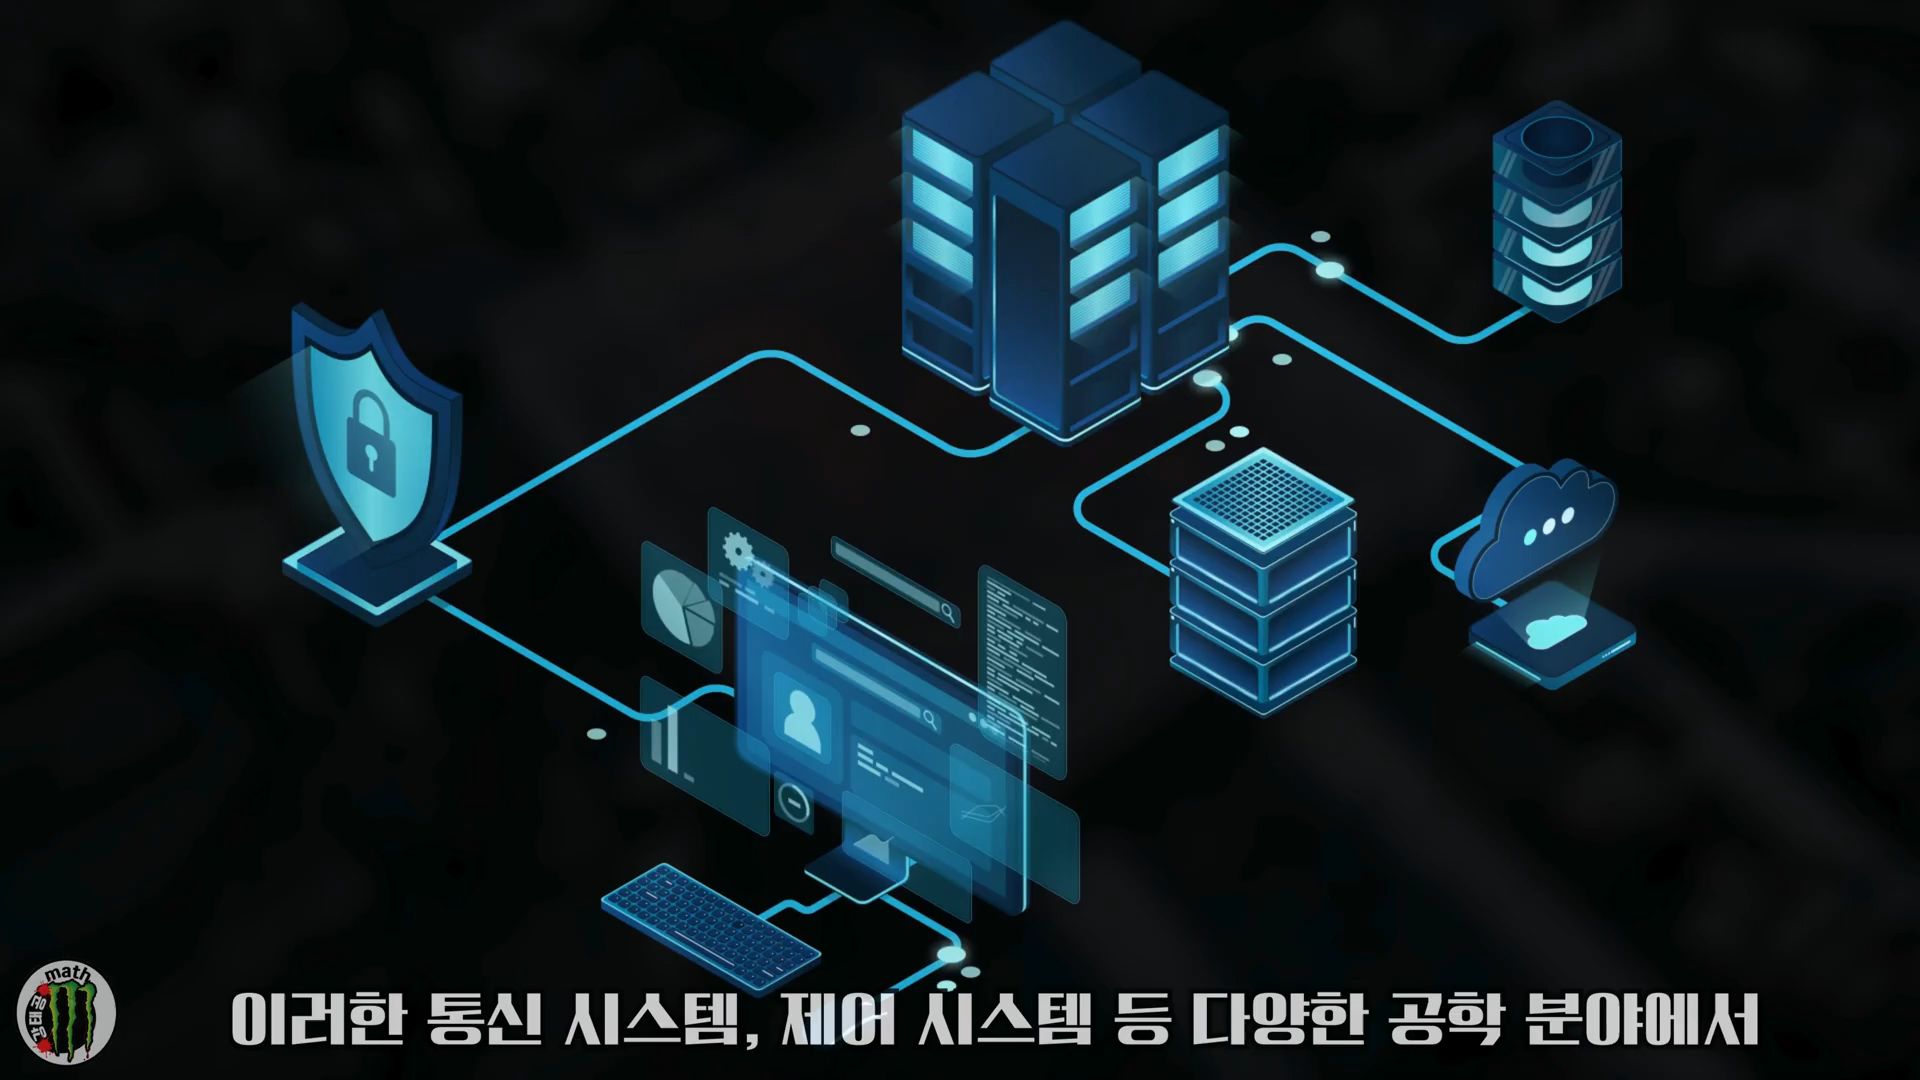 math
이러한 통신 시스템, 제어 시스템 등 다양한 공학 분야에서